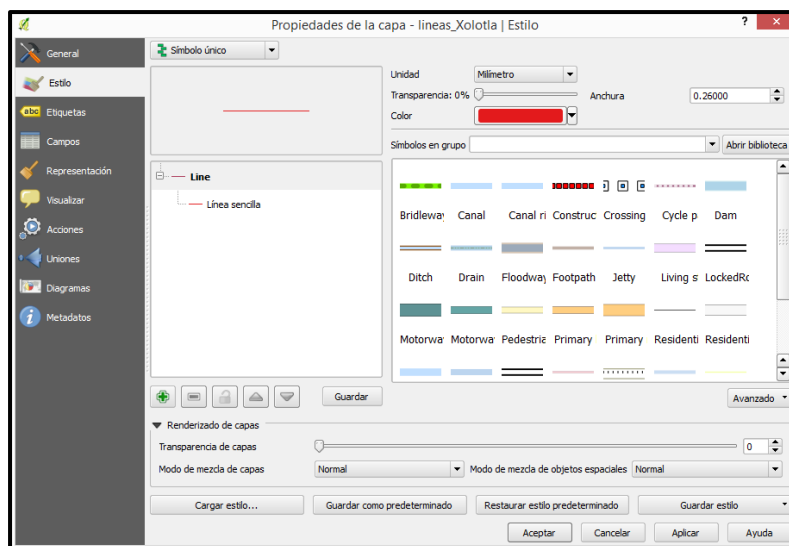 Propiedades de la capa - lineas_Xolotla | Estilo
?
General
Estilo
abc Etiquetas
Campos
Representación
Visualizar
Acciones
Uniones
Diagramas
Metadatos
Símbolo único
Line
Línea sencilla
Guardar
Unidad Milímetro
Transparencia: 0% Anchura 0.26000
Color
Símbolos en grupo Abrir biblioteca
Bridleway Canal Canal ri Construc Crossing Cycle p Dam
Ditch Drain Floodway Footpath Jetty Living s LockedRo
Motorwa Motorwa Pedestria Primary Primary Residenti Residenti
Avanzado
Renderizado de capas
Transparencia de capas 0
Modo de mezcla de capas Normal Modo de mezcla de objetos espaciales Normal
Cargar estilo... Guardar como predeterminado Restaurar estilo predeterminado Guardar estilo
Aceptar Cancelar Aplicar Ayuda